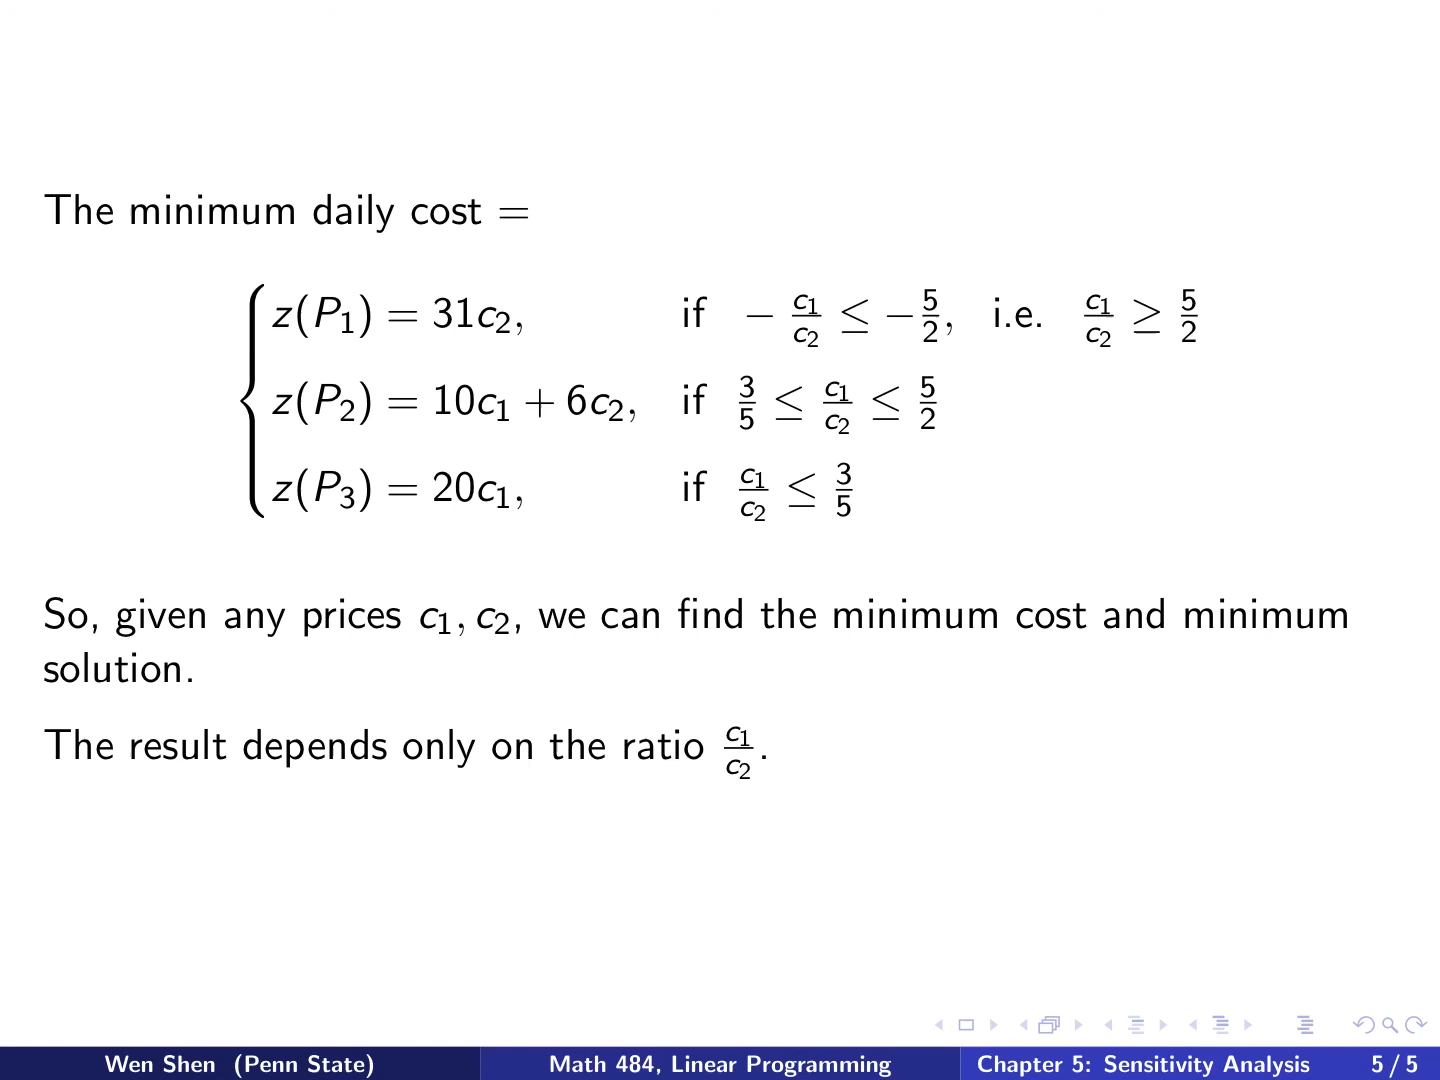 The minimum daily cost =
z(P₁) = 31c₂, if − c₁/c₂ ≤ −5/2, i.e. c₁/c₂ ≥ 5/2
z(P₂) = 10c₁ + 6c₂, if 3/5 ≤ c₁/c₂ ≤ 5/2
z(P₃) = 20c₁, if c₁/c₂ ≤ 3/5
So, given any prices c₁, c₂, we can find the minimum cost and minimum
solution.
The result depends only on the ratio c₁/c₂.
Wen Shen (Penn State) Math 484, Linear Programming Chapter 5: Sensitivity Analysis 5 / 5